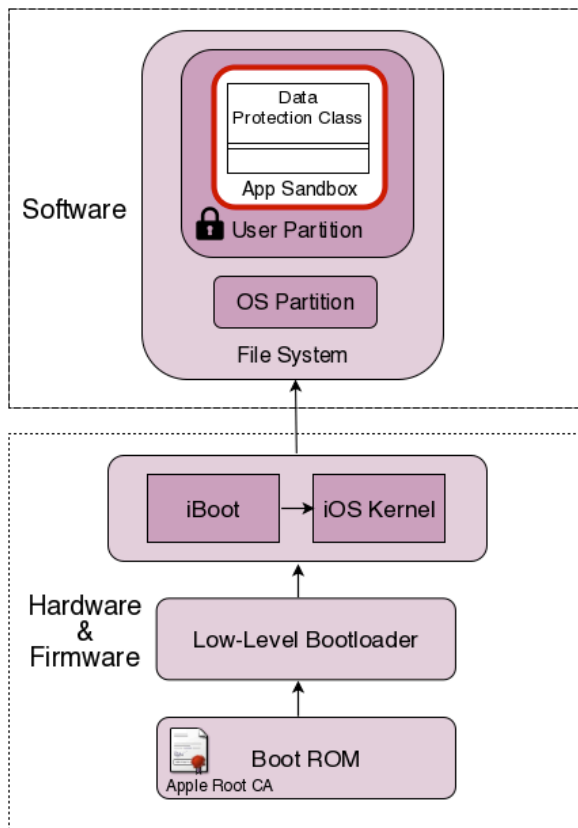 Data
Protection Class
App Sandbox
Software
User Partition
OS Partition
File System
iBoot
iOS Kernel
Hardware
&
Firmware
Low-Level Bootloader
Boot ROM
Apple Root CA